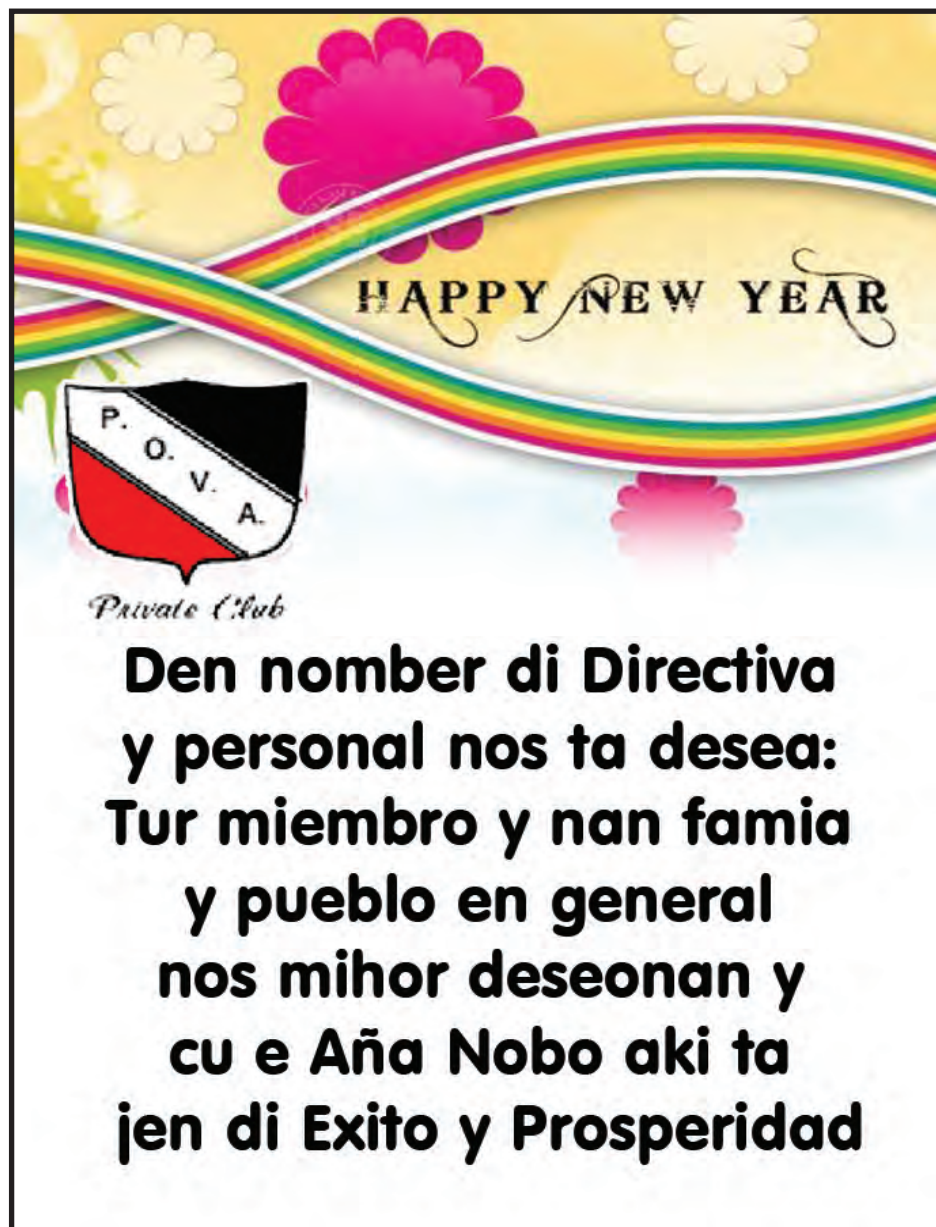 HAPPY NEW YEAR
P.
O.
V.
A.
Private Club
Den nomber di Directiva
y personal nos ta desea:
Tur miembro y nan famia
y pueblo en general
nos mihor deseonan y
cu e Aña Nobo aki ta
jen di Exito y Prosperidad